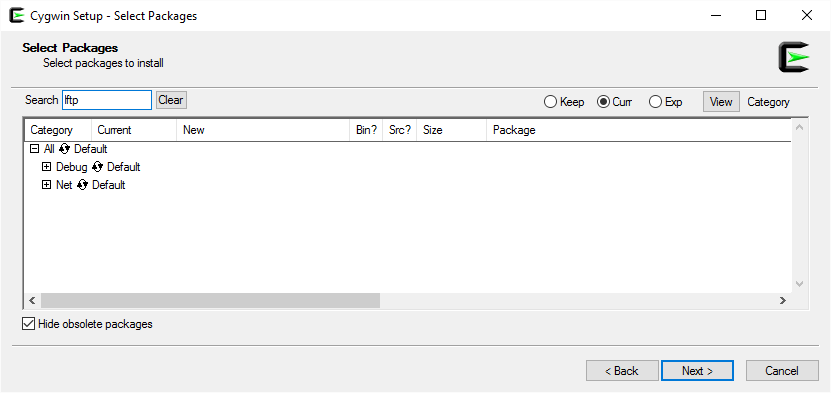 Cygwin Setup - Select Packages
Select Packages
Select packages to install
Search lftp Clear Keep Curr Exp View Category
Category Current New Bin? Src? Size Package
All Default
Debug Default
Net Default
Hide obsolete packages
< Back Next > Cancel